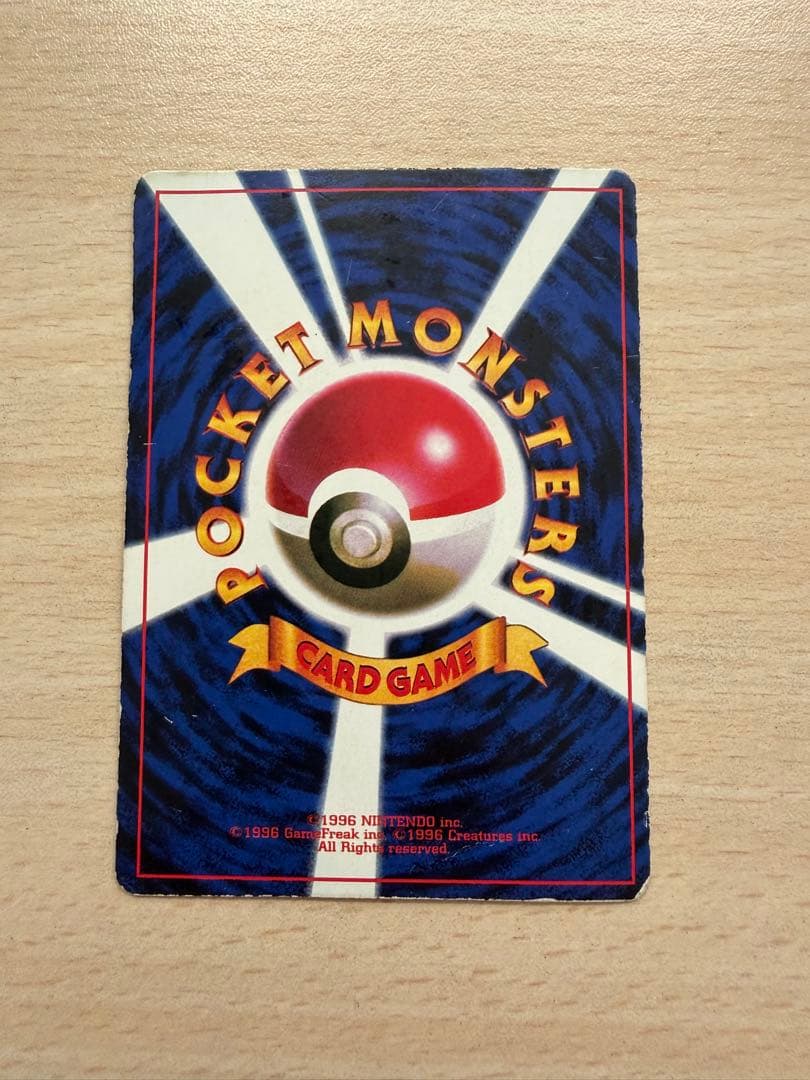 POCKET MONSTERS
CARD GAME
©1996 NINTENDO inc.
©1996 GameFreak inc. ©1996 Creatures inc.
All Rights reserved.